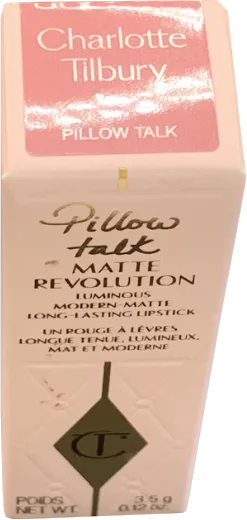 Charlotte
Tilbury
PILLOW TALK
Pillow
talk
MATTE
REVOLUTION
LUMINOUS
MODERN-MATTE
LONG-LASTING LIPSTICK
UN ROUGE À LÈVRES
LONGUE TENUE, LUMINEUX,
MAT ET MODERNE
CT
POIDS 3.5 g
NET WT. 0.12 oz.